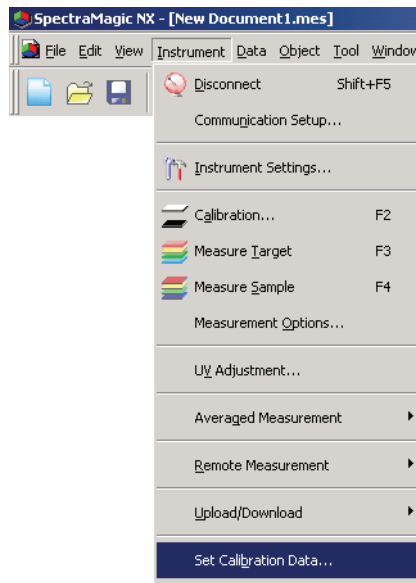 SpectraMagic NX - [New Document1.mes]
File Edit View Instrument Data Object Tool Window
Disconnect Shift+F5
Communication Setup...
Instrument Settings...
Calibration... F2
Measure Target F3
Measure Sample F4
Measurement Options...
UV Adjustment...
Averaged Measurement
Remote Measurement
Upload/Download
Set Calibration Data...